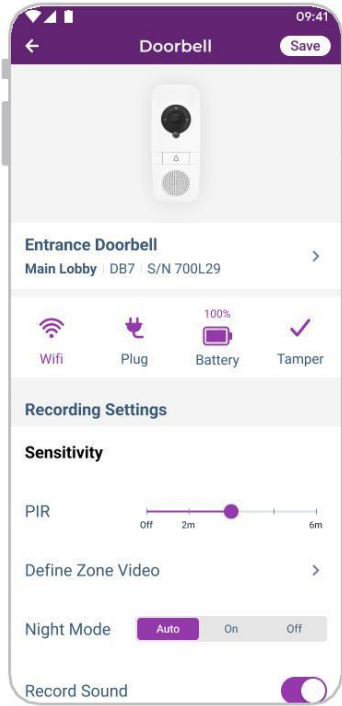 09:41
Doorbell Save
Entrance Doorbell
Main Lobby DB7 S/N 700L29
100%
Wifi Plug Battery Tamper
Recording Settings
Sensitivity
PIR
Off 2m 6m
Define Zone Video
Night Mode Auto On Off
Record Sound